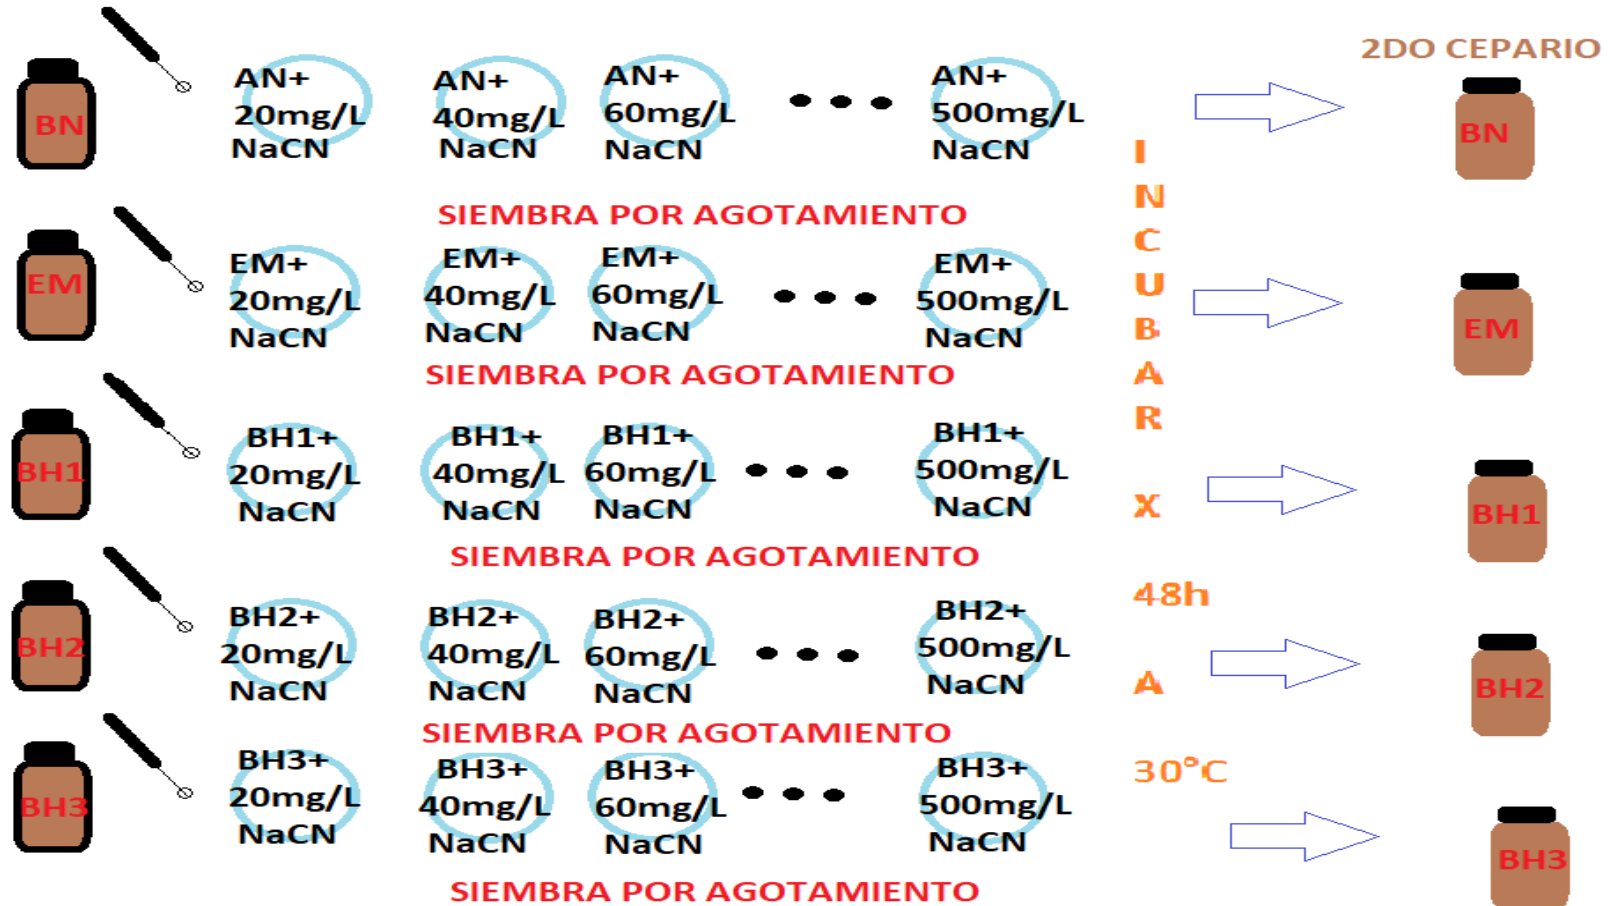 2DO CEPARIO
BN
AN+
20mg/L
NaCN
AN+
40mg/L
NaCN
AN+
60mg/L
NaCN
AN+
500mg/L
NaCN
BN
SIEMBRA POR AGOTAMIENTO
EM
EM+
20mg/L
NaCN
EM+
40mg/L
NaCN
EM+
60mg/L
NaCN
EM+
500mg/L
NaCN
EM
SIEMBRA POR AGOTAMIENTO
BH1
BH1+
20mg/L
NaCN
BH1+
40mg/L
NaCN
BH1+
60mg/L
NaCN
BH1+
500mg/L
NaCN
BH1
SIEMBRA POR AGOTAMIENTO
BH2
BH2+
20mg/L
NaCN
BH2+
40mg/L
NaCN
BH2+
60mg/L
NaCN
BH2+
500mg/L
NaCN
BH2
SIEMBRA POR AGOTAMIENTO
BH3
BH3+
20mg/L
NaCN
BH3+
40mg/L
NaCN
BH3+
60mg/L
NaCN
BH3+
500mg/L
NaCN
BH3
SIEMBRA POR AGOTAMIENTO
I
N
C
U
B
A
R
X
48h
A
30°C